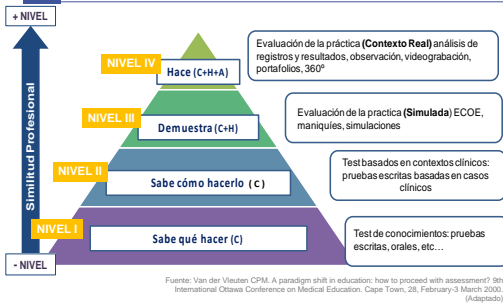 + NIVEL
Similitud Profesional
- NIVEL
NIVEL IV
Hace (C+H+A)
Evaluación de la práctica (Contexto Real) análisis de
registros y resultados, observación, videograbación,
portafolios, 360º
NIVEL III
Demuestra (C+H)
Evaluación de la practica (Simulada) ECOE,
maniquíes, simulaciones
NIVEL II
Sabe cómo hacerlo ( C )
Test basados en contextos clínicos:
pruebas escritas basadas en casos
clínicos
NIVEL I
Sabe qué hacer (C)
Test de conocimientos: pruebas
escritas, orales, etc...
Fuente: Van der Vleuten CPM. A paradigm shift in education: how to proceed with assessment? 9th
International Ottawa Conference on Medical Education. Cape Town, 28, February-3 March 2000.
(Adaptado)